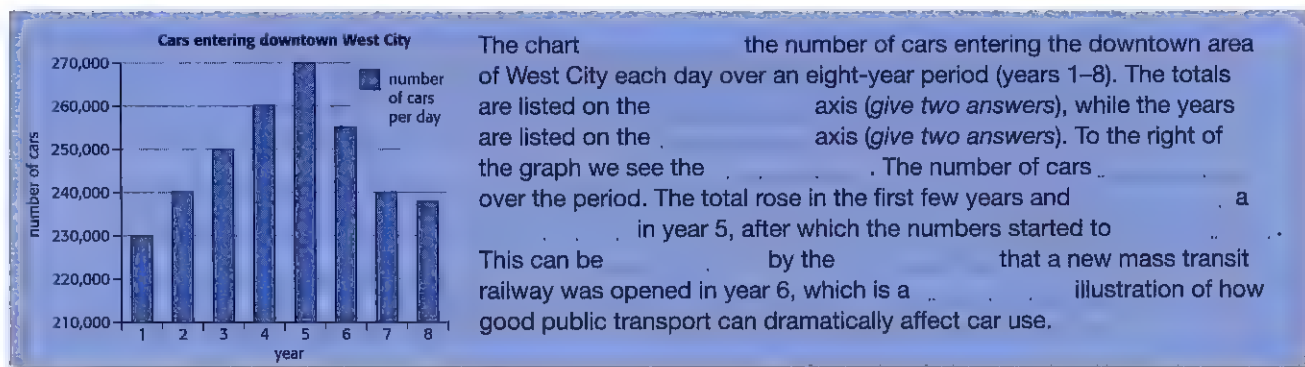 Cars entering downtown West City
270,000
260,000
250,000
240,000
230,000
220,000
210,000
number of cars
1 2 3 4 5 6 7 8
year
number
of cars
per day
The chart the number of cars entering the downtown area
of West City each day over an eight-year period (years 1–8). The totals
are listed on the axis (give two answers), while the years
are listed on the axis (give two answers). To the right of
the graph we see the . The number of cars
over the period. The total rose in the first few years and a
in year 5, after which the numbers started to .
This can be by the that a new mass transit
railway was opened in year 6, which is a illustration of how
good public transport can dramatically affect car use.